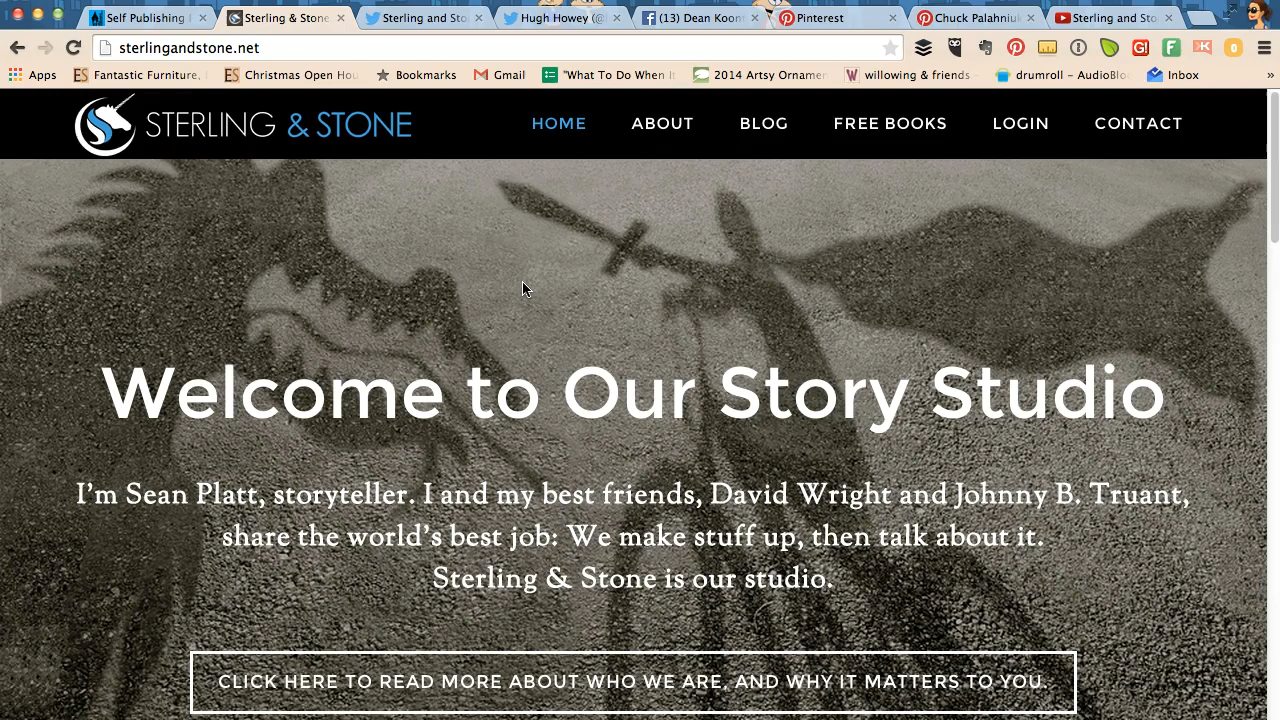 Self Publishing
Sterling & Stone
Sterling and Sto
Hugh Howey (@
(13) Dean Koon
Pinterest
Chuck Palahniuk
Sterling and Sto
sterlingandstone.net
Apps
Fantastic Furniture,
Christmas Open Hou
Bookmarks
Gmail
"What To Do When I
2014 Artsy Ornamen
willowing & friends
drumroll – AudioBlo
Inbox
»
STERLING & STONE
HOME
ABOUT
BLOG
FREE BOOKS
LOGIN
CONTACT
Welcome to Our Story Studio
I'm Sean Platt, storyteller. I and my best friends, David Wright and Johnny B. Truant,
share the world's best job: We make stuff up, then talk about it.
Sterling & Stone is our studio.
CLICK HERE TO READ MORE ABOUT WHO WE ARE, AND WHY IT MATTERS TO YOU.